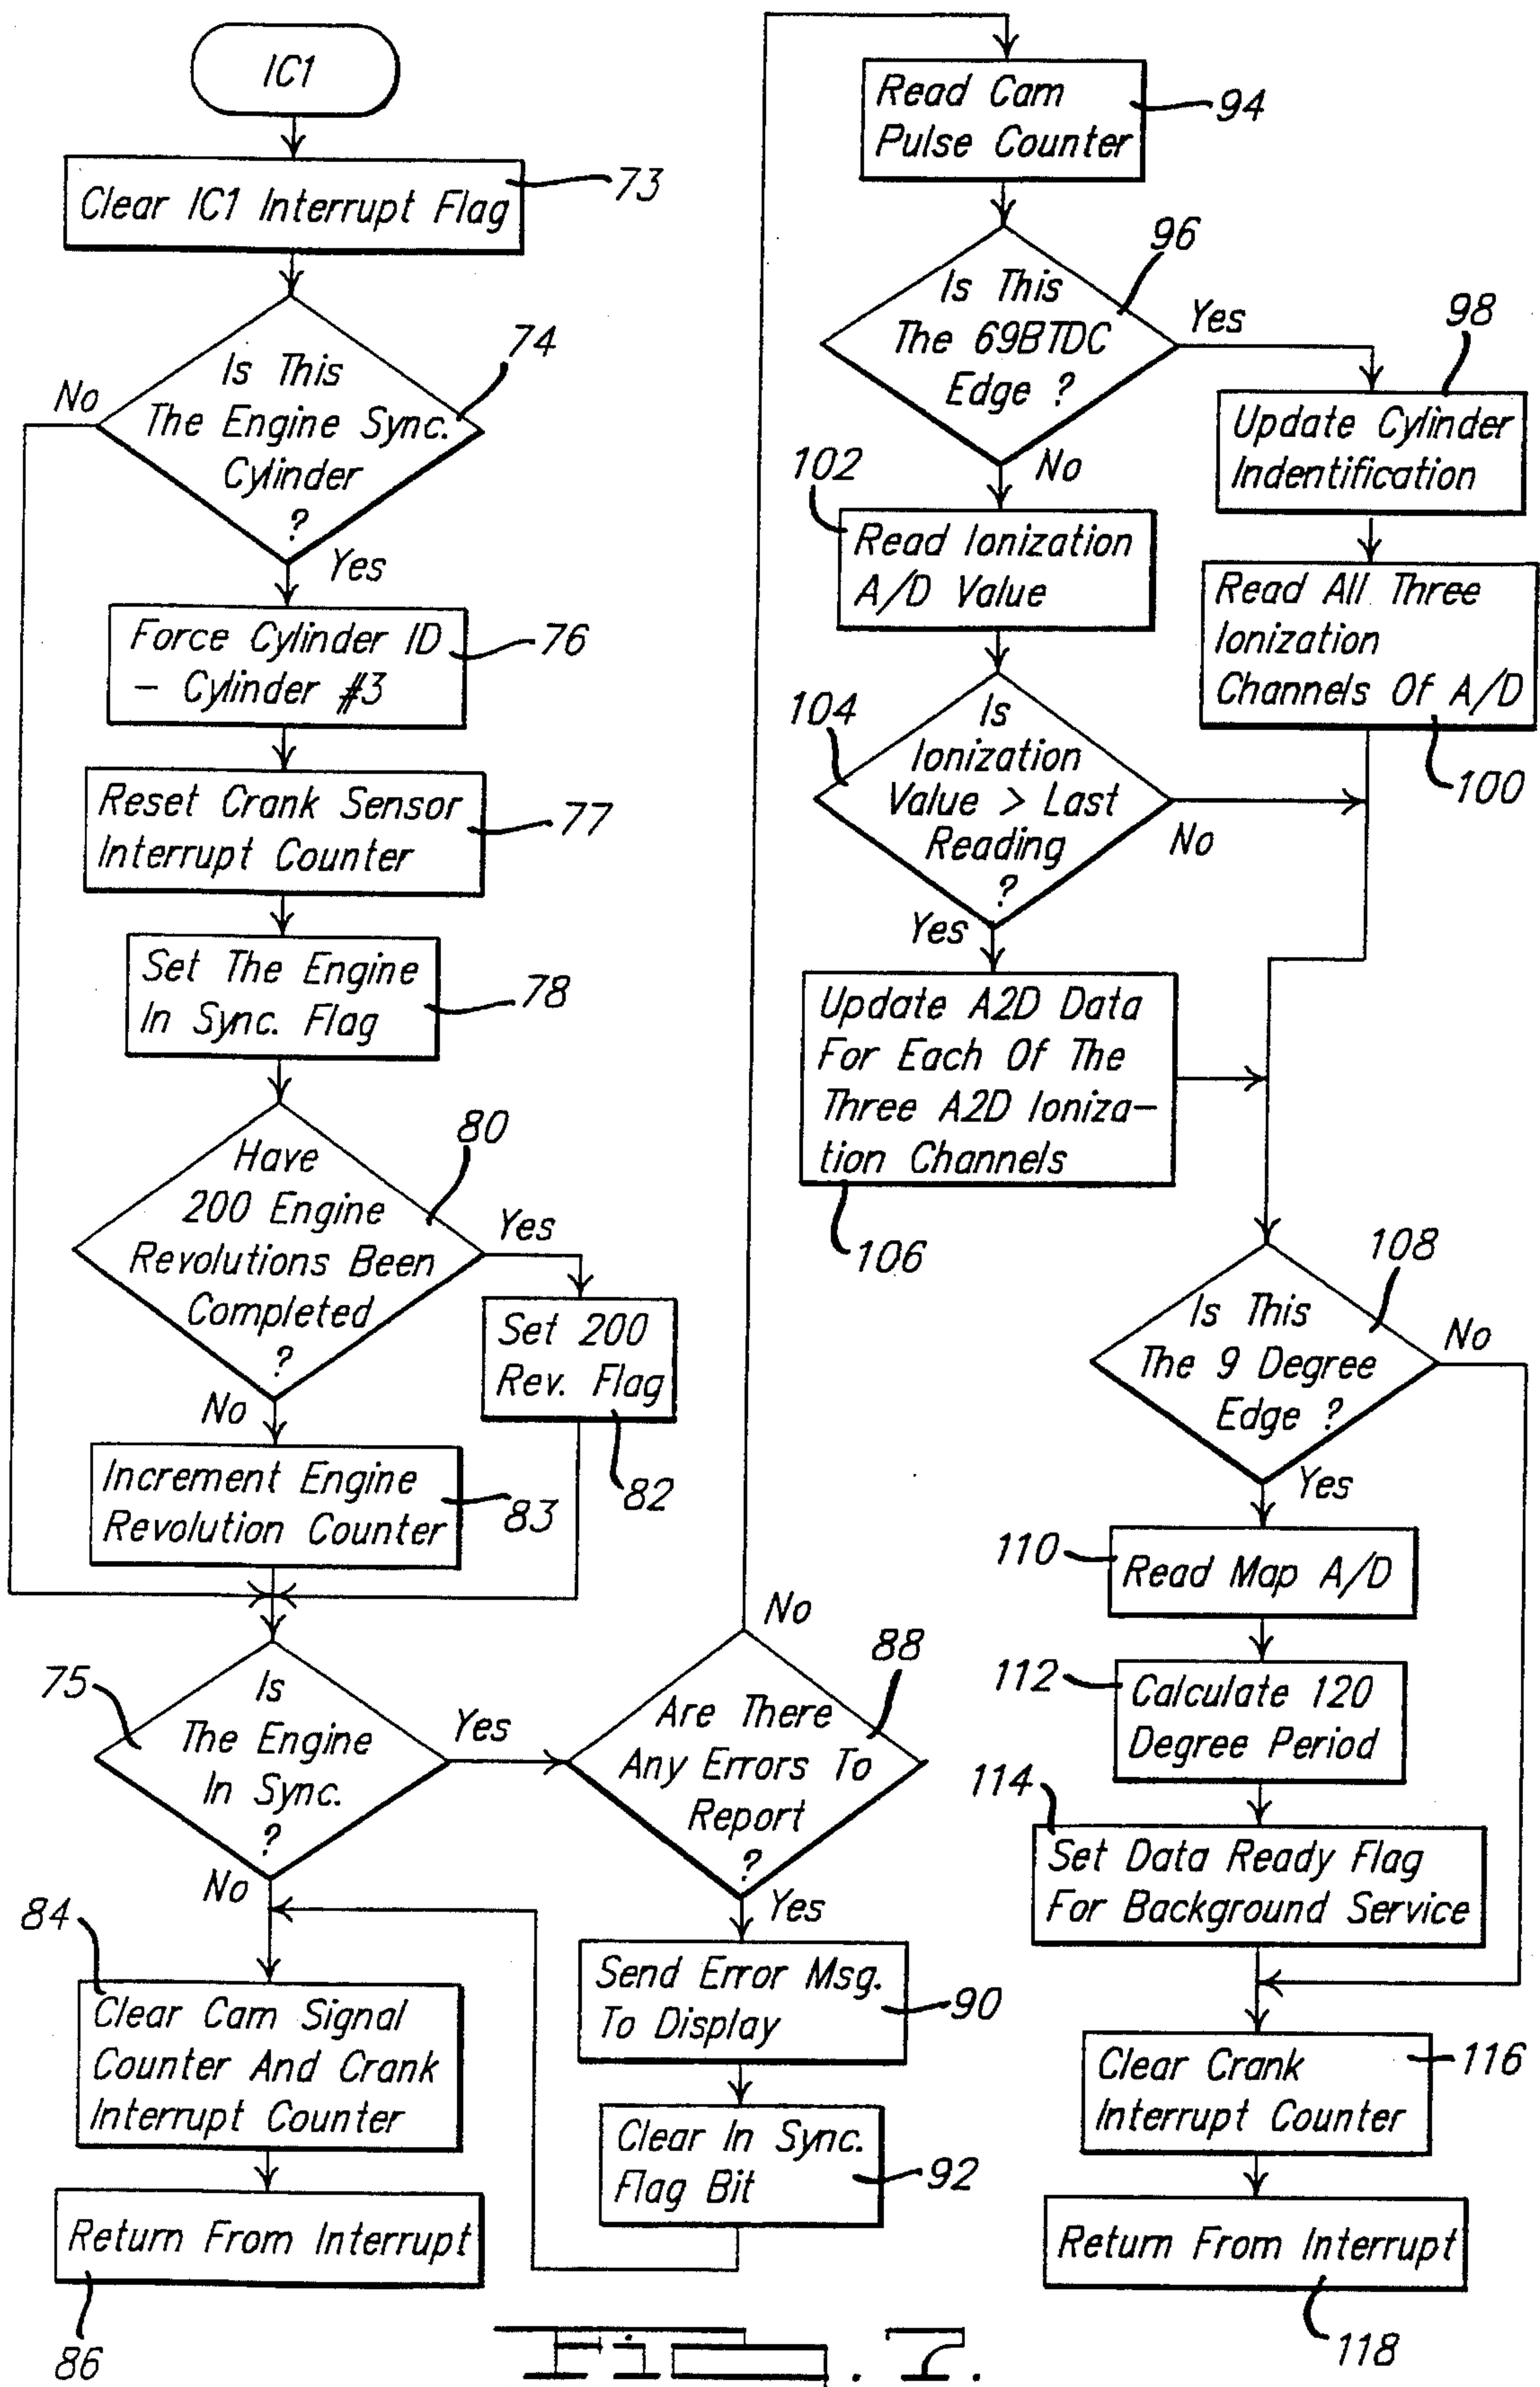 IC1
Clear IC1 Interrupt Flag
73
Is This
The Engine Sync.
Cylinder
?
74
No
Yes
Force Cylinder ID
– Cylinder #3
76
Reset Crank Sensor
Interrupt Counter
77
Set The Engine
In Sync. Flag
78
Have
200 Engine
Revolutions Been
Completed
?
80
Yes
Set 200
Rev. Flag
82
No
Increment Engine
Revolution Counter
83
75
Is
The Engine
In Sync.
?
Yes
No
84
Clear Cam Signal
Counter And Crank
Interrupt Counter
Return From Interrupt
86
No
88
Are There
Any Errors To
Report
?
Yes
Send Error Msg.
To Display
90
Clear In Sync.
Flag Bit
92
Read Cam
Pulse Counter
94
Is This
The 69BTDC
Edge ?
96
Yes
98
Update Cylinder
Indentification
Read All Three
Ionization
Channels Of A/D
100
No
102
Read Ionization
A/D Value
104
Is
Ionization
Value > Last
Reading
?
No
Yes
Update A2D Data
For Each Of The
Three A2D Ioniza-
tion Channels
106
108
Is This
The 9 Degree
Edge ?
No
Yes
110
Read Map A/D
112
Calculate 120
Degree Period
114
Set Data Ready Flag
For Background Service
Clear Crank
Interrupt Counter
116
Return From Interrupt
118